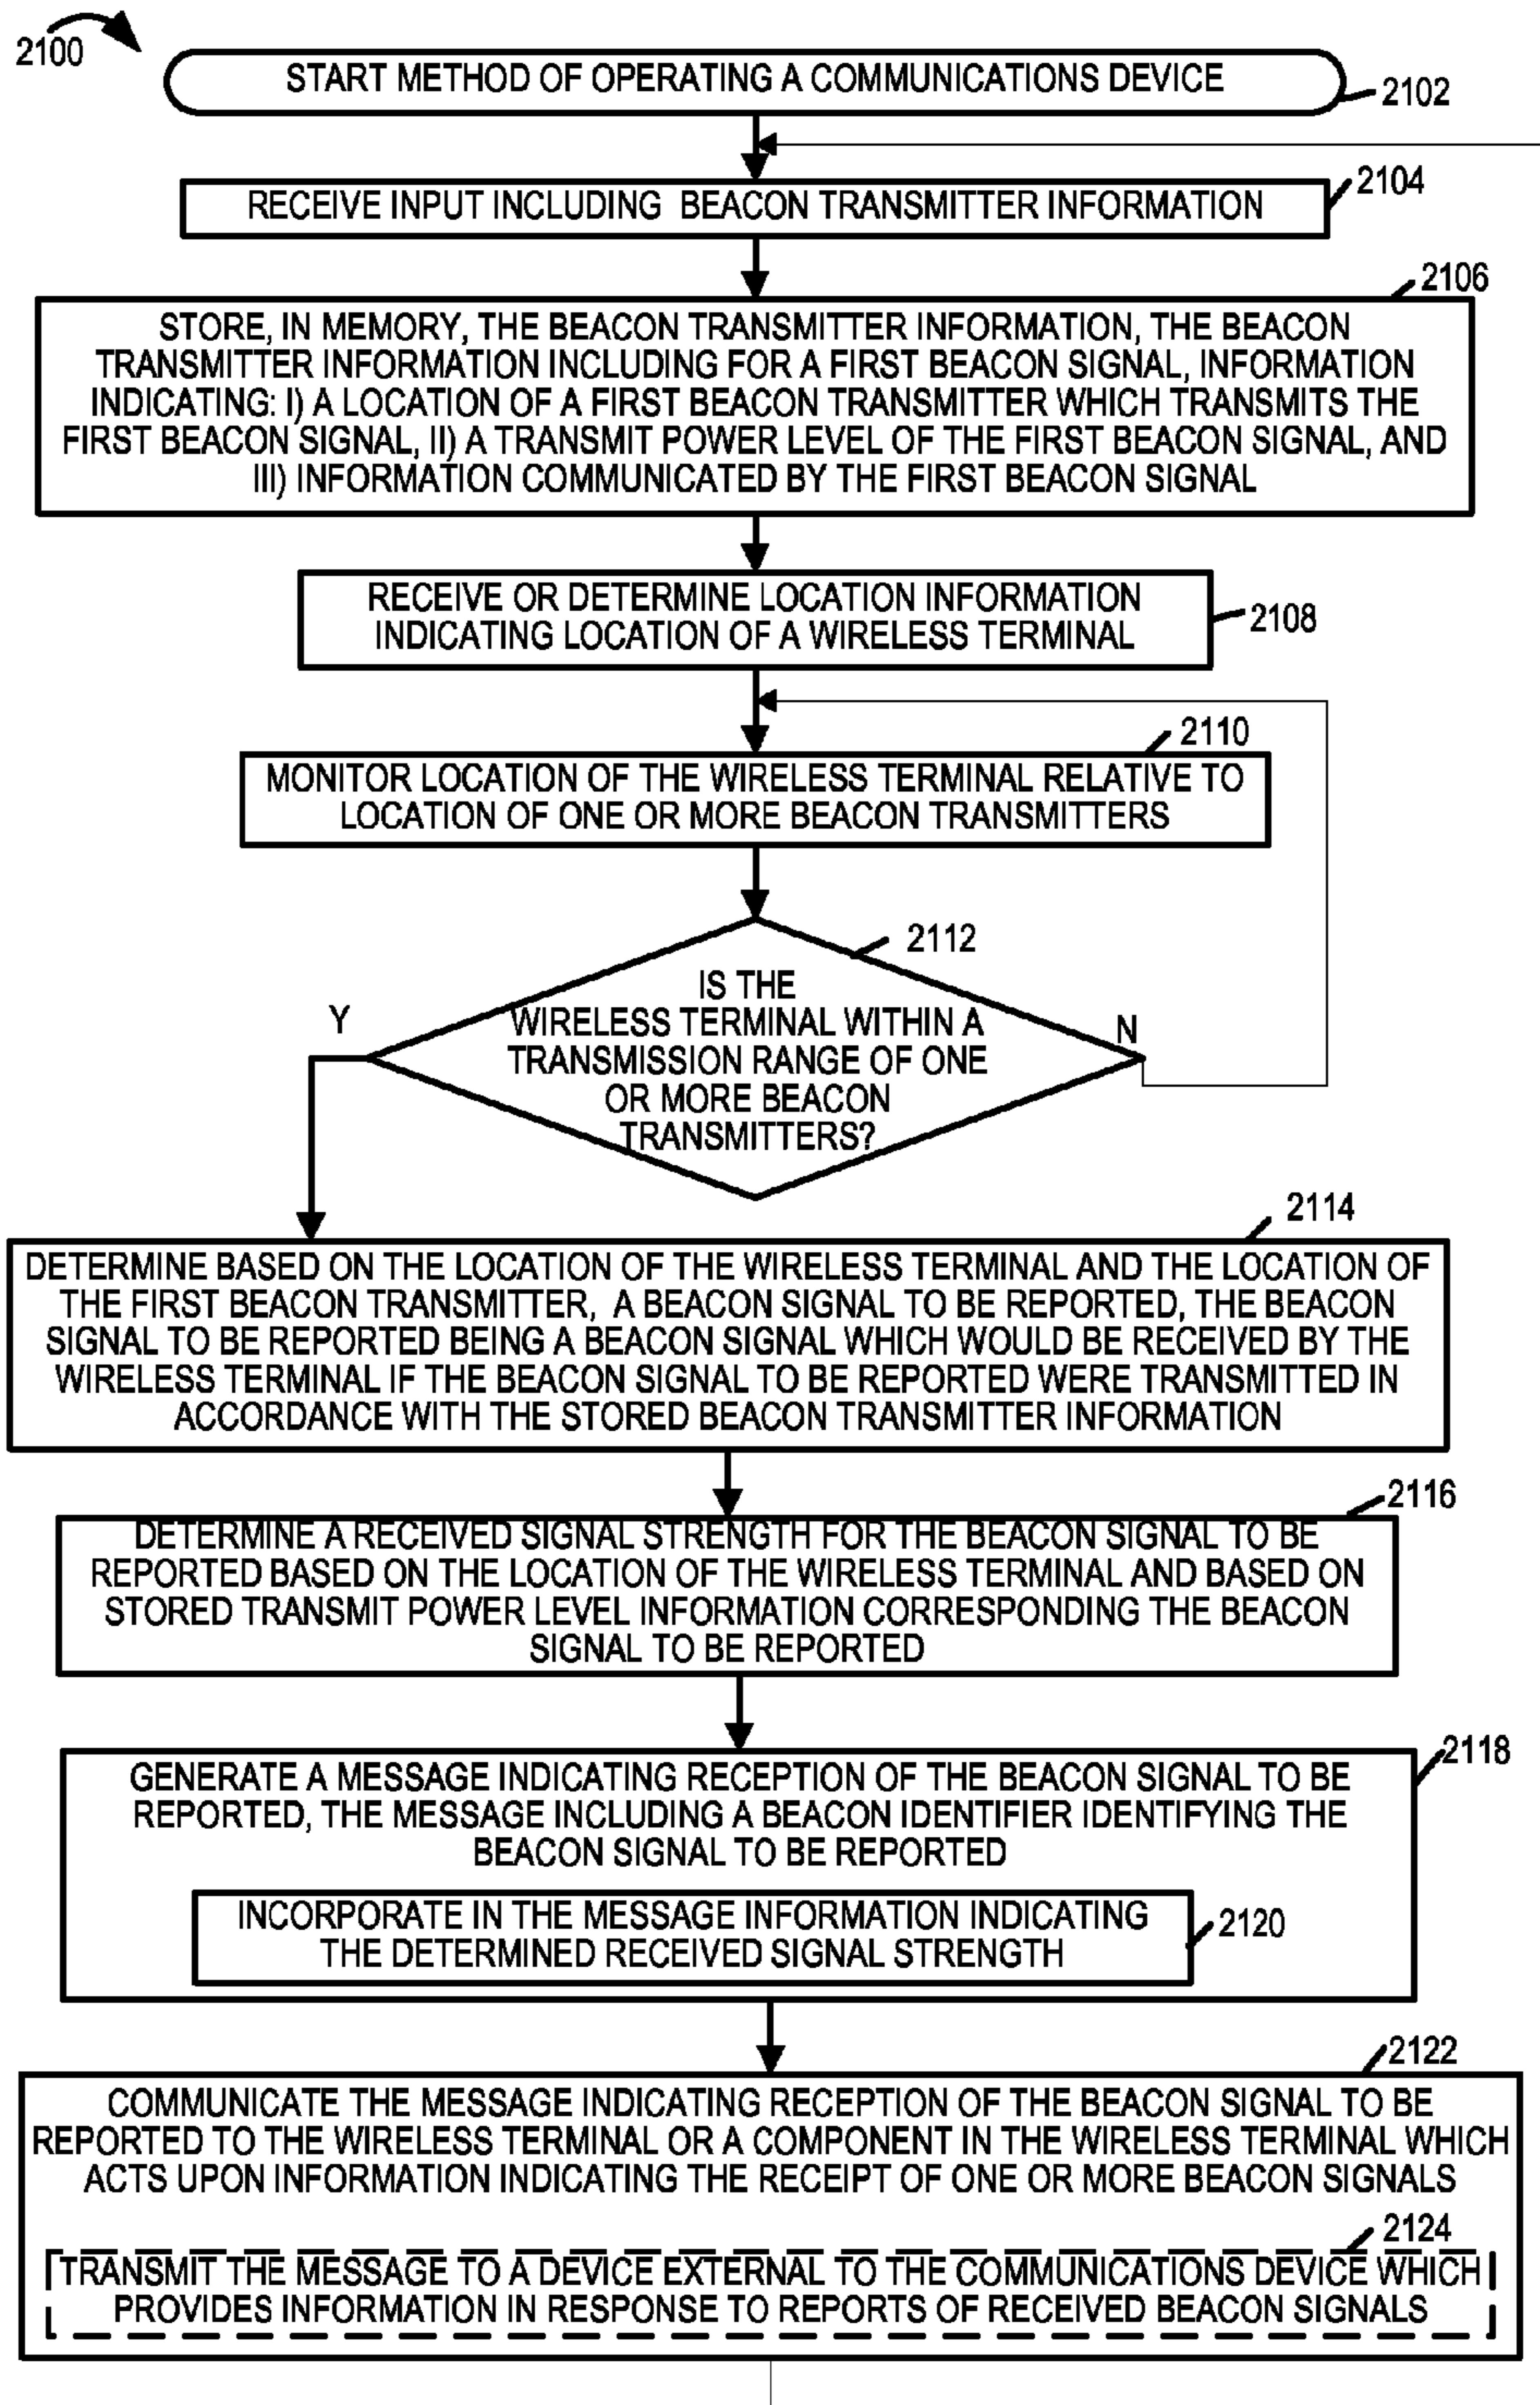 2100
START METHOD OF OPERATING A COMMUNICATIONS DEVICE
2102
RECEIVE INPUT INCLUDING BEACON TRANSMITTER INFORMATION
2104
2106
STORE, IN MEMORY, THE BEACON TRANSMITTER INFORMATION, THE BEACON
TRANSMITTER INFORMATION INCLUDING FOR A FIRST BEACON SIGNAL, INFORMATION
INDICATING: I) A LOCATION OF A FIRST BEACON TRANSMITTER WHICH TRANSMITS THE
FIRST BEACON SIGNAL, II) A TRANSMIT POWER LEVEL OF THE FIRST BEACON SIGNAL, AND
III) INFORMATION COMMUNICATED BY THE FIRST BEACON SIGNAL
RECEIVE OR DETERMINE LOCATION INFORMATION
INDICATING LOCATION OF A WIRELESS TERMINAL
2108
2110
MONITOR LOCATION OF THE WIRELESS TERMINAL RELATIVE TO
LOCATION OF ONE OR MORE BEACON TRANSMITTERS
2112
IS THE
WIRELESS TERMINAL WITHIN A
TRANSMISSION RANGE OF ONE
OR MORE BEACON
TRANSMITTERS?
Y
N
2114
DETERMINE BASED ON THE LOCATION OF THE WIRELESS TERMINAL AND THE LOCATION OF
THE FIRST BEACON TRANSMITTER, A BEACON SIGNAL TO BE REPORTED, THE BEACON
SIGNAL TO BE REPORTED BEING A BEACON SIGNAL WHICH WOULD BE RECEIVED BY THE
WIRELESS TERMINAL IF THE BEACON SIGNAL TO BE REPORTED WERE TRANSMITTED IN
ACCORDANCE WITH THE STORED BEACON TRANSMITTER INFORMATION
2116
DETERMINE A RECEIVED SIGNAL STRENGTH FOR THE BEACON SIGNAL TO BE
REPORTED BASED ON THE LOCATION OF THE WIRELESS TERMINAL AND BASED ON
STORED TRANSMIT POWER LEVEL INFORMATION CORRESPONDING THE BEACON
SIGNAL TO BE REPORTED
2118
GENERATE A MESSAGE INDICATING RECEPTION OF THE BEACON SIGNAL TO BE
REPORTED, THE MESSAGE INCLUDING A BEACON IDENTIFIER IDENTIFYING THE
BEACON SIGNAL TO BE REPORTED
INCORPORATE IN THE MESSAGE INFORMATION INDICATING
THE DETERMINED RECEIVED SIGNAL STRENGTH
2120
2122
COMMUNICATE THE MESSAGE INDICATING RECEPTION OF THE BEACON SIGNAL TO BE
REPORTED TO THE WIRELESS TERMINAL OR A COMPONENT IN THE WIRELESS TERMINAL WHICH
ACTS UPON INFORMATION INDICATING THE RECEIPT OF ONE OR MORE BEACON SIGNALS
2124
TRANSMIT THE MESSAGE TO A DEVICE EXTERNAL TO THE COMMUNICATIONS DEVICE WHICH
PROVIDES INFORMATION IN RESPONSE TO REPORTS OF RECEIVED BEACON SIGNALS